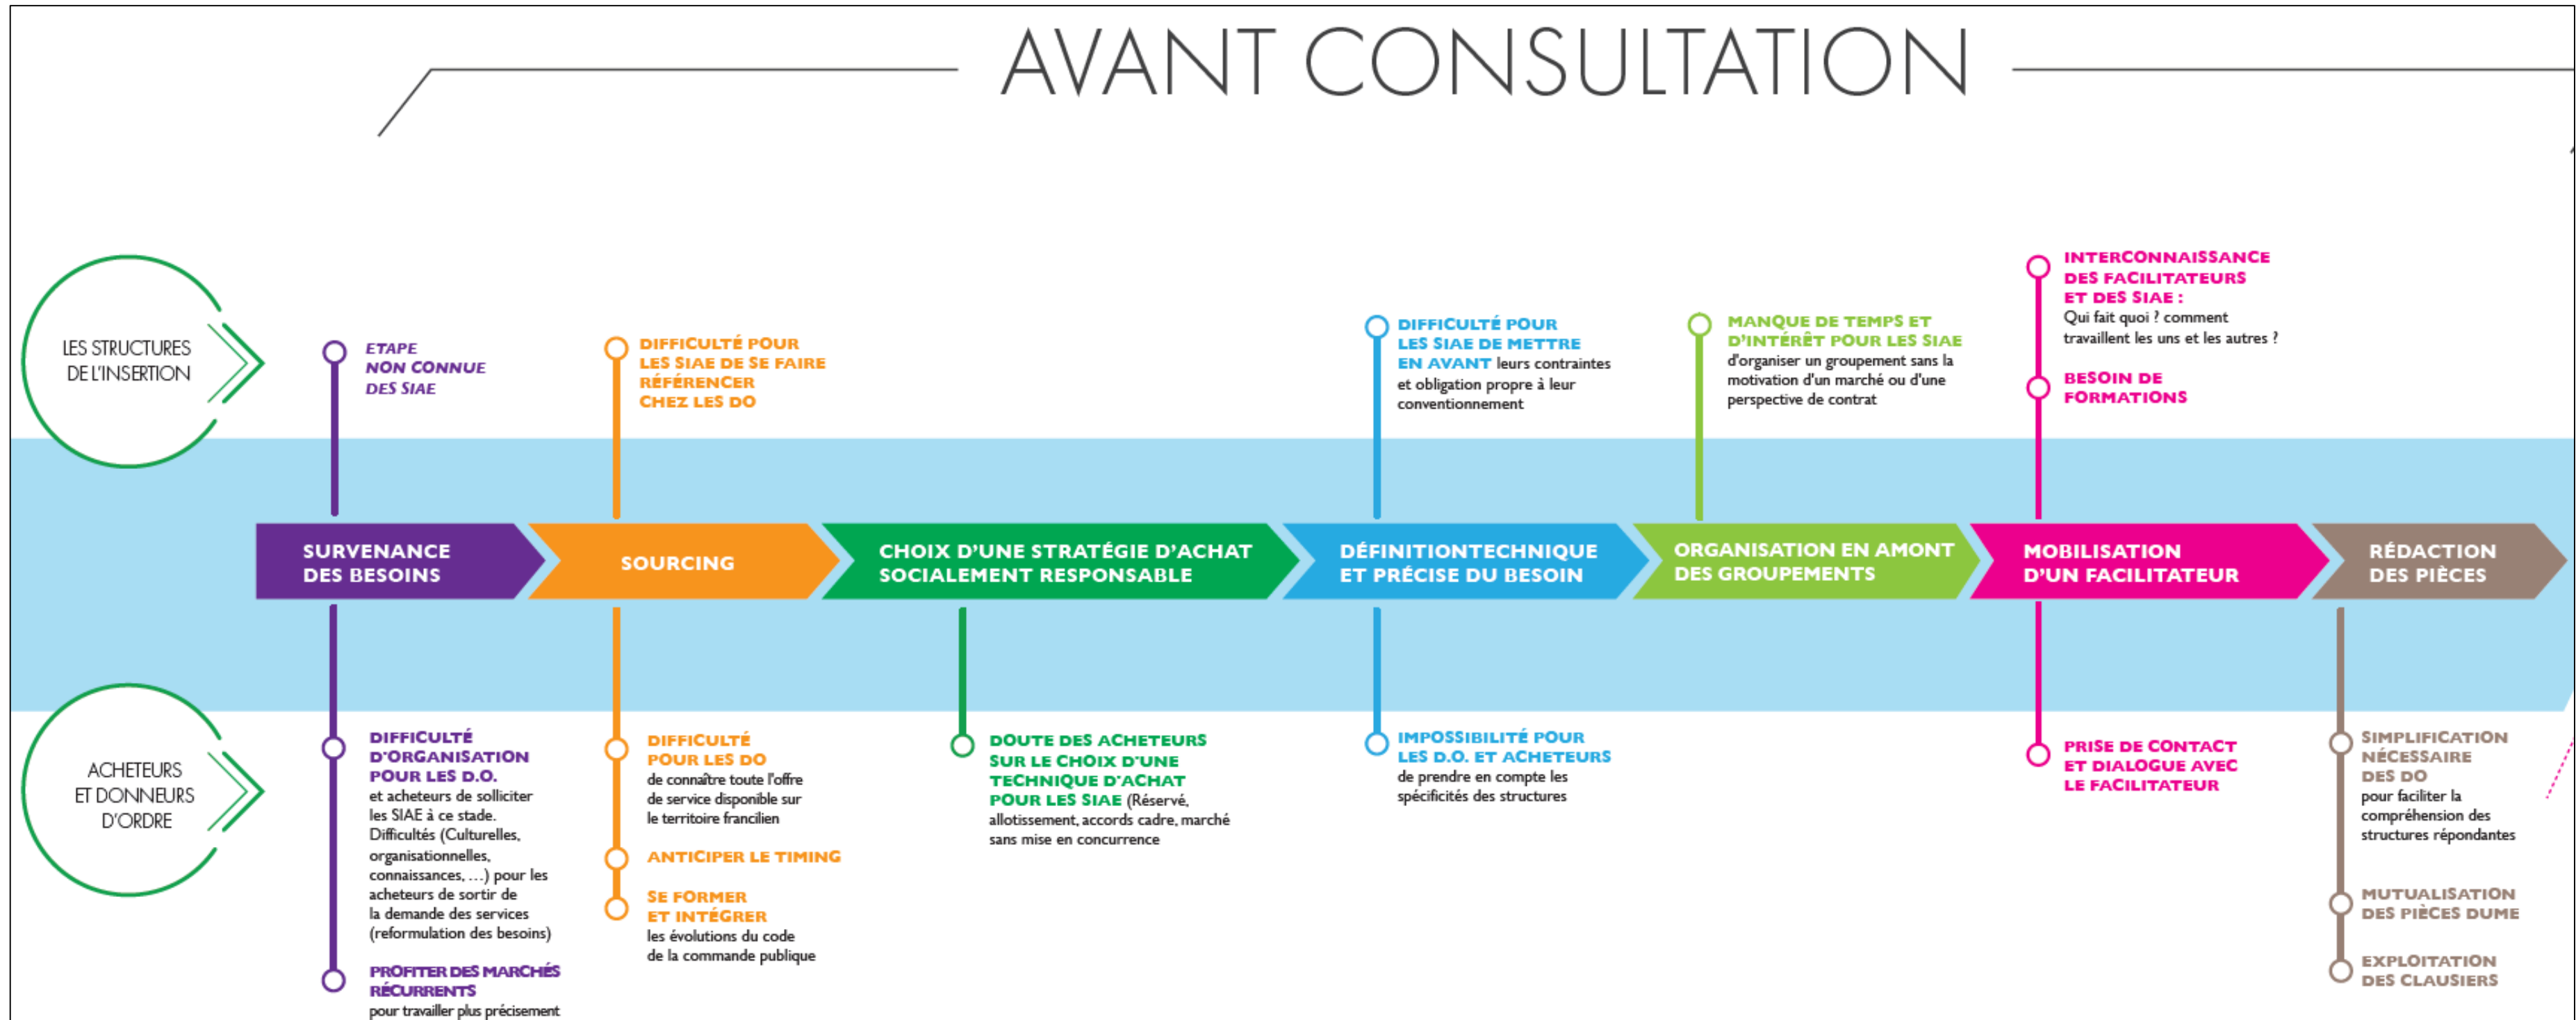 AVANT CONSULTATION
LES STRUCTURES
DE L'INSERTION
ETAPE
NON CONNUE
DES SIAE
DIFFICULTÉ POUR
LES SIAE DE SE FAIRE
RÉFÉRENCER
CHEZ LES DO
DIFFICULTÉ POUR
LES SIAE DE METTRE
EN AVANT leurs contraintes
et obligation propre à leur
conventionnement
MANQUE DE TEMPS ET
D'INTÉRÊT POUR LES SIAE
d'organiser un groupement sans la
motivation d'un marché ou d'une
perspective de contrat
INTERCONNAISSANCE
DES FACILITATEURS
ET DES SIAE :
Qui fait quoi ? comment
travaillent les uns et les autres ?
BESOIN DE
FORMATIONS
SURVENANCE
DES BESOINS
SOURCING
CHOIX D'UNE STRATÉGIE D'ACHAT
SOCIALEMENT RESPONSABLE
DÉFINITIONTECHNIQUE
ET PRÉCISE DU BESOIN
ORGANISATION EN AMONT
DES GROUPEMENTS
MOBILISATION
D'UN FACILITATEUR
RÉDACTION
DES PIÈCES
ACHETEURS
ET DONNEURS
D'ORDRE
DIFFICULTÉ
D'ORGANISATION
POUR LES D.O.
et acheteurs de solliciter
les SIAE à ce stade.
Difficultés (Culturelles,
organisationnelles,
connaissances, ...) pour les
acheteurs de sortir de
la demande des services
(reformulation des besoins)
PROFITER DES MARCHÉS
RÉCURRENTS
pour travailler plus précisement
DIFFICULTÉ
POUR LES DO
de connaître toute l'offre
de service disponible sur
le territoire francilien
ANTICIPER LE TIMING
SE FORMER
ET INTÉGRER
les évolutions du code
de la commande publique
DOUTE DES ACHETEURS
SUR LE CHOIX D'UNE
TECHNIQUE D'ACHAT
POUR LES SIAE (Réservé,
allotissement, accords cadre, marché
sans mise en concurrence
IMPOSSIBILITÉ POUR
LES D.O. ET ACHETEURS
de prendre en compte les
spécificités des structures
PRISE DE CONTACT
ET DIALOGUE AVEC
LE FACILITATEUR
SIMPLIFICATION
NÉCESSAIRE
DES DO
pour faciliter la
compréhension des
structures répondantes
MUTUALISATION
DES PIÈCES DUME
EXPLOITATION
DES CLAUSIERS